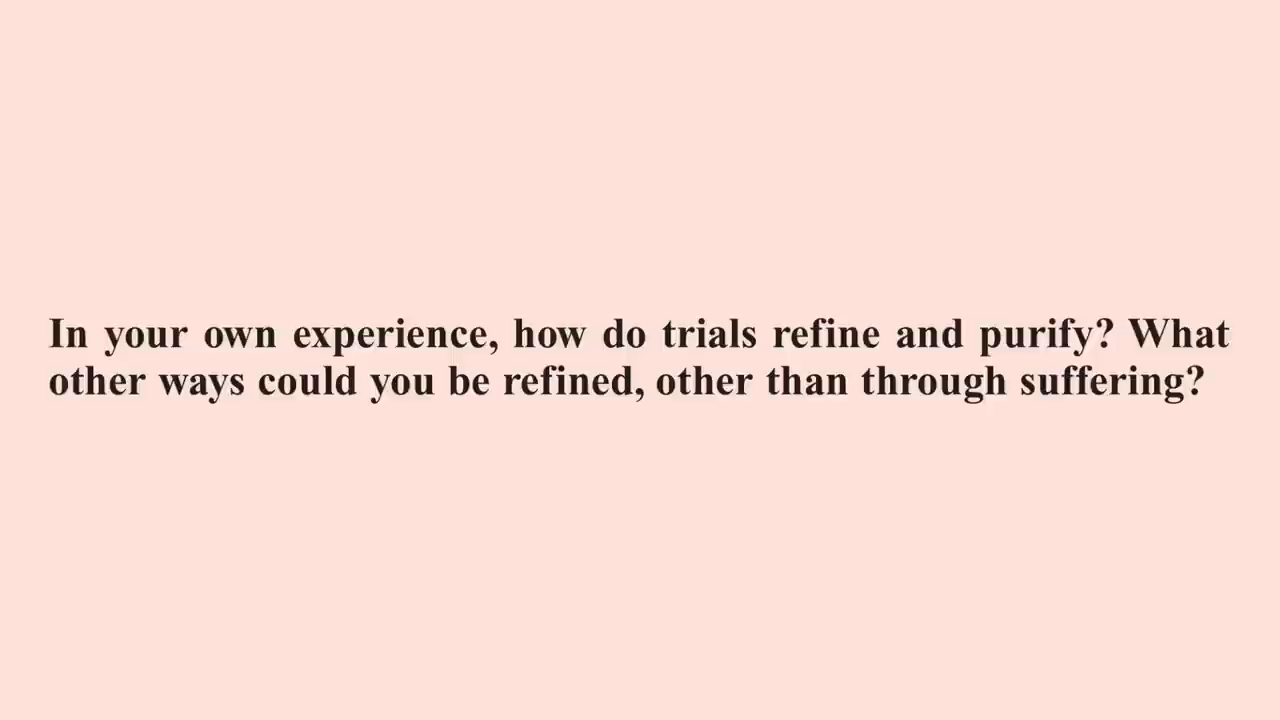 In your own experience, how do trials refine and purify? What
other ways could you be refined, other than through suffering?